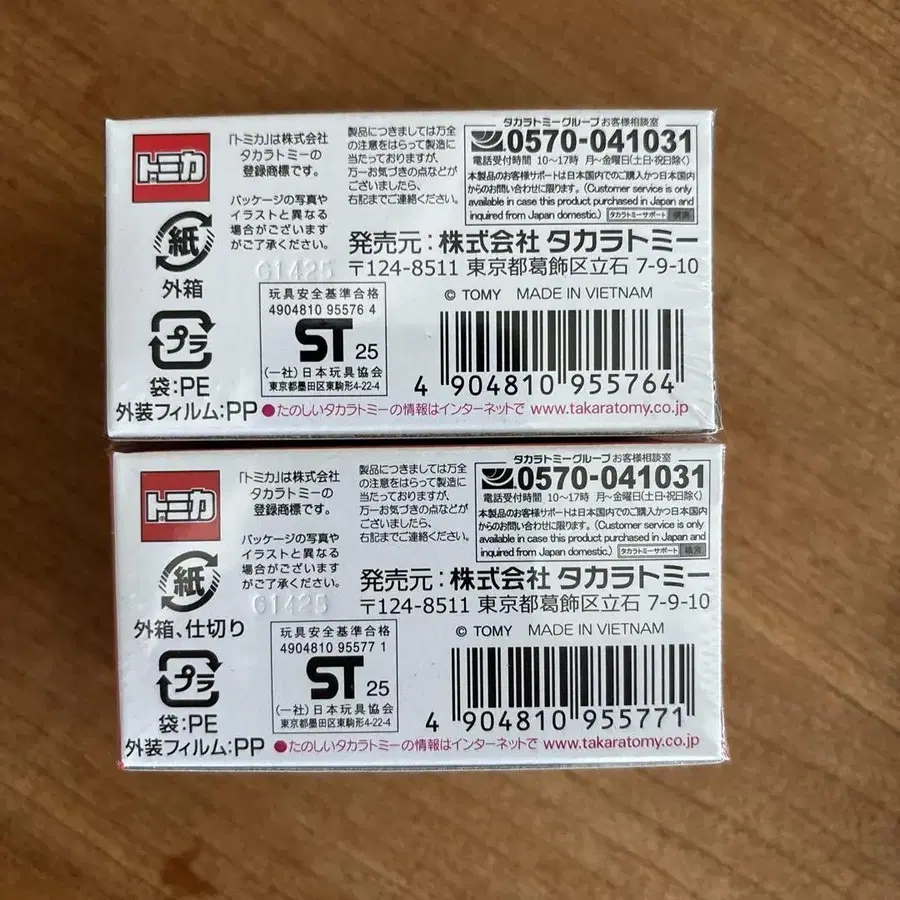 トミカ
「トミカ」は株式会社
タカラトミーの
登録商標です。
パッケージの写真や
イラストと異なる
場合がございます
がご了承ください。
製品につきましては万全
の注意をはらって製造に
当たっておりますが、
万一お気づきの点などが
ございましたら、
右記までご連絡ください。
タカラトミーグループ お客様相談室
0570-041031
電話受付時間 10〜17時 月〜金曜日(土日・祝日除く)
本製品のお客様サポートは日本国内でのご購入かつ日本国内
からのお問い合わせに限ります。(Customer service is only
available in case this product purchased in Japan and
inquired from Japan domestic.) タカラトミーサポート 検索
紙
外箱
プラ
袋:PE
外装フィルム:PP
G1425
発売元:株式会社 タカラトミー
〒124-8511 東京都葛飾区立石 7-9-10
© TOMY MADE IN VIETNAM
玩具安全基準合格
4904810 95576 4
ST 25
(一社)日本玩具協会
東京都墨田区東駒形4-22-4
4 904810 955764
●たのしいタカラトミーの情報はインターネットで www.takaratomy.co.jp
トミカ
「トミカ」は株式会社
タカラトミーの
登録商標です。
パッケージの写真や
イラストと異なる
場合がございます
がご了承ください。
製品につきましては万全
の注意をはらって製造に
当たっておりますが、
万一お気づきの点などが
ございましたら、
右記までご連絡ください。
タカラトミーグループ お客様相談室
0570-041031
電話受付時間 10〜17時 月〜金曜日(土日・祝日除く)
本製品のお客様サポートは日本国内でのご購入かつ日本国内
からのお問い合わせに限ります。(Customer service is only
available in case this product purchased in Japan and
inquired from Japan domestic.) タカラトミーサポート 検索
紙
外箱、仕切り
プラ
袋:PE
外装フィルム:PP
G1425
発売元:株式会社 タカラトミー
〒124-8511 東京都葛飾区立石 7-9-10
© TOMY MADE IN VIETNAM
玩具安全基準合格
4904810 95577 1
ST 25
(一社)日本玩具協会
東京都墨田区東駒形4-22-4
4 904810 955771
●たのしいタカラトミーの情報はインターネットで www.takaratomy.co.jp